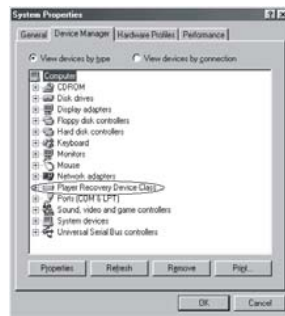 System Properties
General Device Manager Hardware Profiles Performance
View devices by type View devices by connection
Computer
CDROM
Disk drives
Display adapters
Floppy disk controllers
Hard disk controllers
Keyboard
Monitors
Mouse
Network adapters
Player Recovery Device Class
Ports (COM & LPT)
Sound, video and game controllers
System devices
Universal Serial Bus controllers
Properties Refresh Remove Print...
OK Cancel